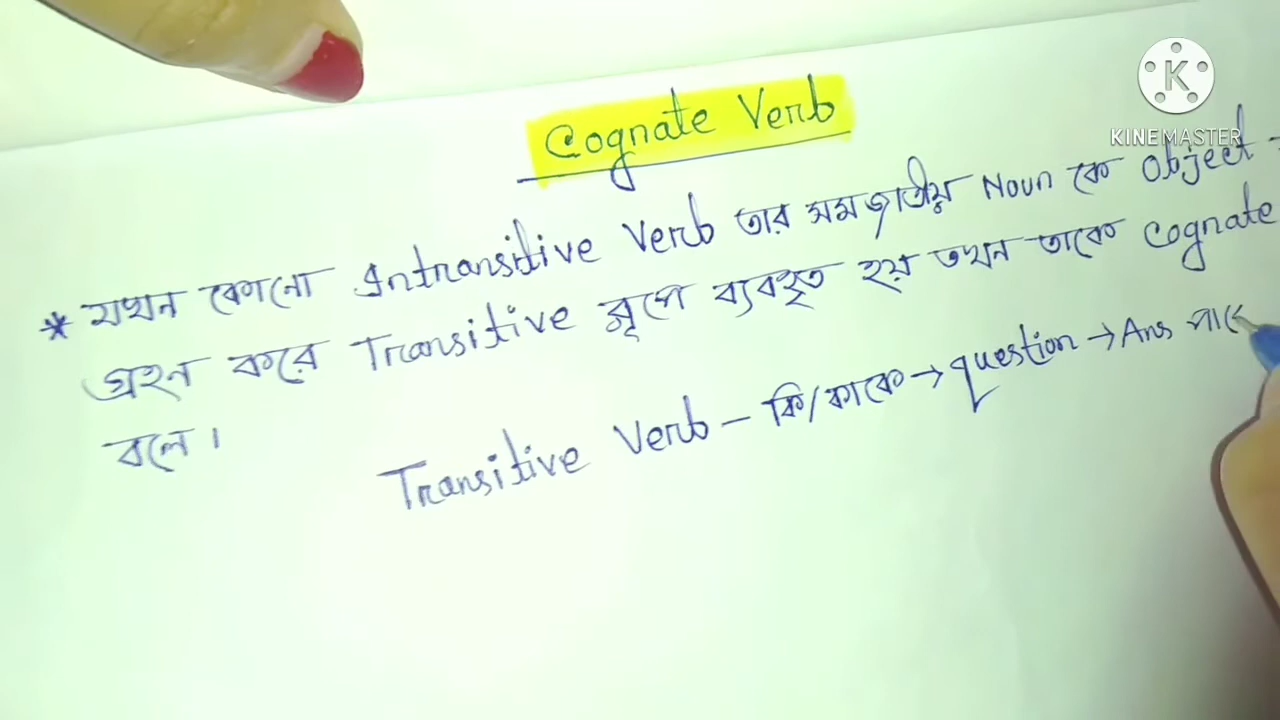 Cognate Verb
* যখন কোনো Intransitive Verb তার সমজাতীয় Noun কে Object
গ্রহন করে Transitive রূপে ব্যবহৃত হয় তখন তাকে Cognate
বলে।
Transitive Verb – কি/কাকে → question → Ans
K
KINEMASTER